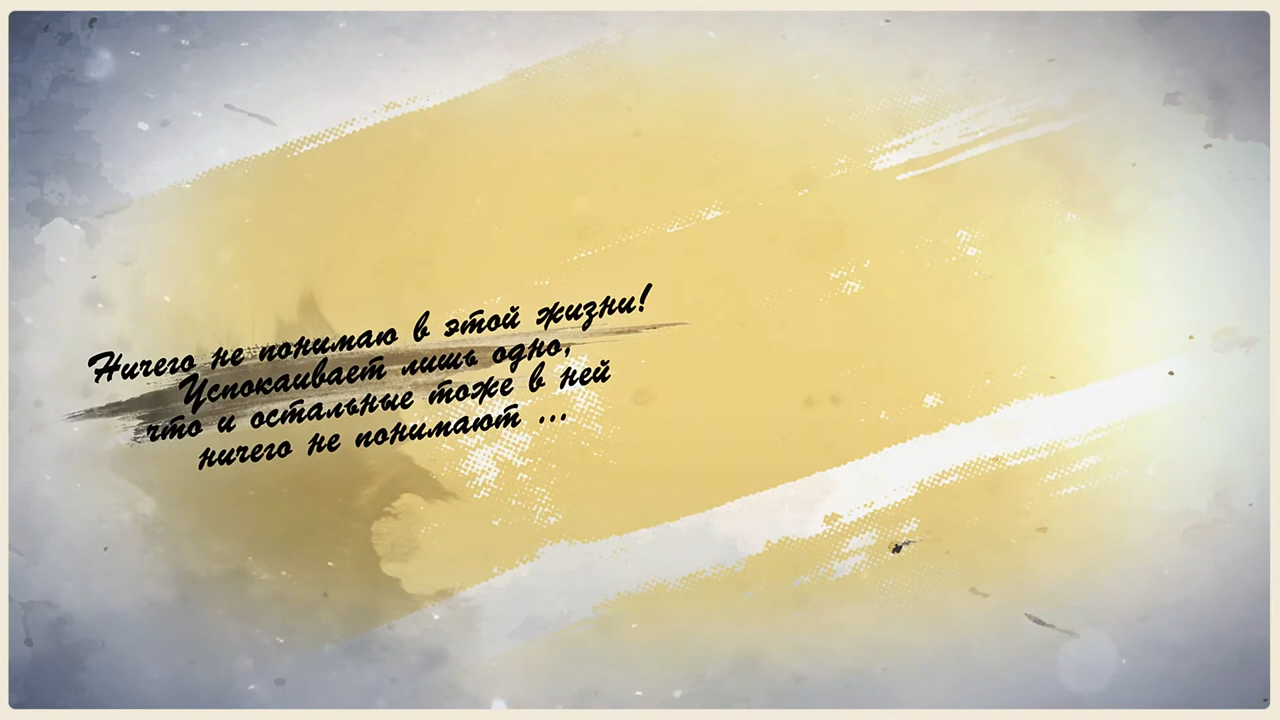 Ничего не понимаю в этой жизни!
Успокаивает лишь одно,
что и остальные тоже в ней
ничего не понимают ...